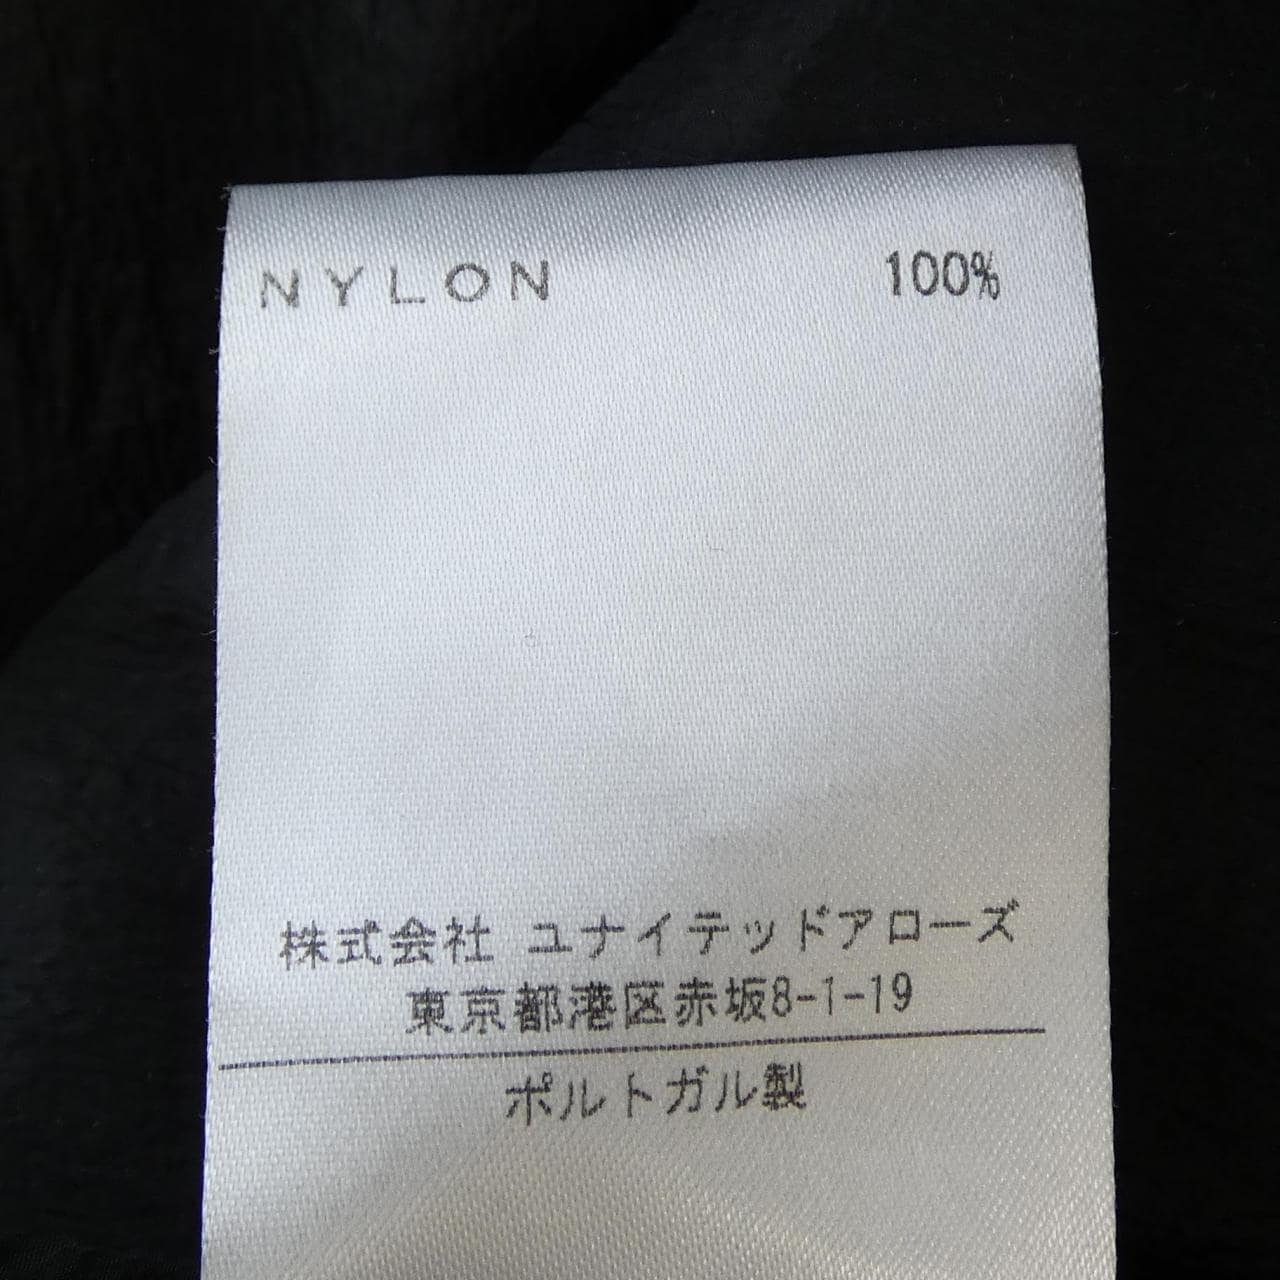 NYLON 100%
株式会社 ユナイテッドアローズ
東京都港区赤坂8-1-19
ポルトガル製